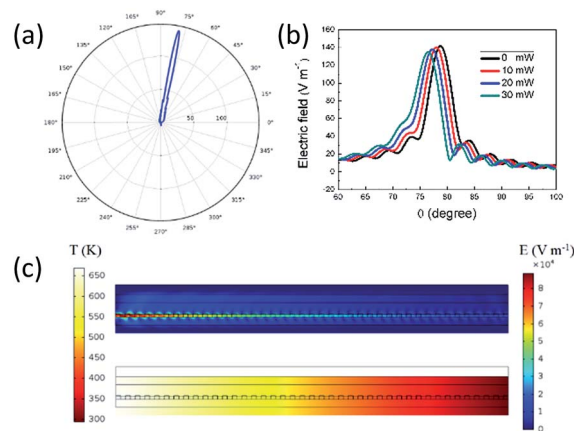 (a)
105° 90° 75°
120° 60°
135° 45°
150° 30°
165° 15°
180° 50 100 0°
195° 345°
210° 330°
225° 315°
240° 300°
255° 270° 285°
(b)
Electric field (V m⁻¹)
160
140
120
100
80
60
40
20
0
-20
0 mW
10 mW
20 mW
30 mW
60 65 70 75 80 85 90 95 100
θ (degree)
(c)
T (K)
650
600
550
500
450
400
350
300
E (V m⁻¹)
×10⁴
8
7
6
5
4
3
2
1
0